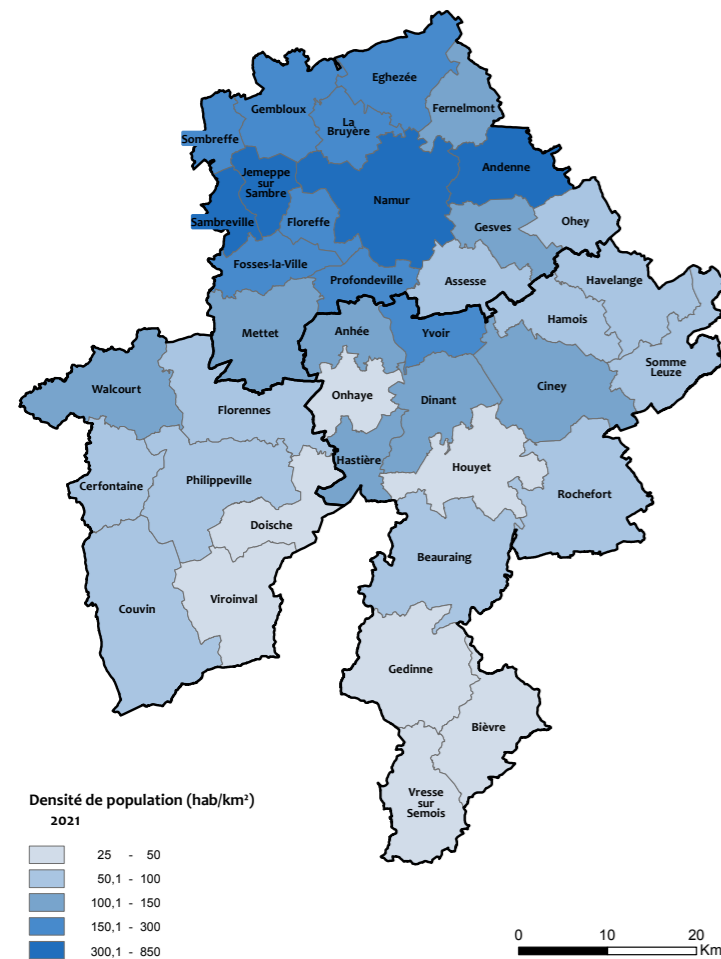 Eghezée
Gembloux
Fernelmont
La
Bruyère
Sombreffe
Jemeppe
sur
Sambre
Andenne
Namur
Sambreville
Floreffe
Gesves
Ohey
Fosses-la-Ville
Profondeville
Assesse
Havelange
Hamois
Mettet
Anhée
Yvoir
Somme
Leuze
Walcourt
Florennes
Onhaye
Dinant
Ciney
Hastière
Houyet
Philippeville
Cerfontaine
Rochefort
Doische
Beauraing
Viroinval
Couvin
Gedinne
Bièvre
Vresse
sur
Semois
Densité de population (hab/km²)
2021
25 - 50
50,1 - 100
100,1 - 150
150,1 - 300
300,1 - 850
0 10 20
Km